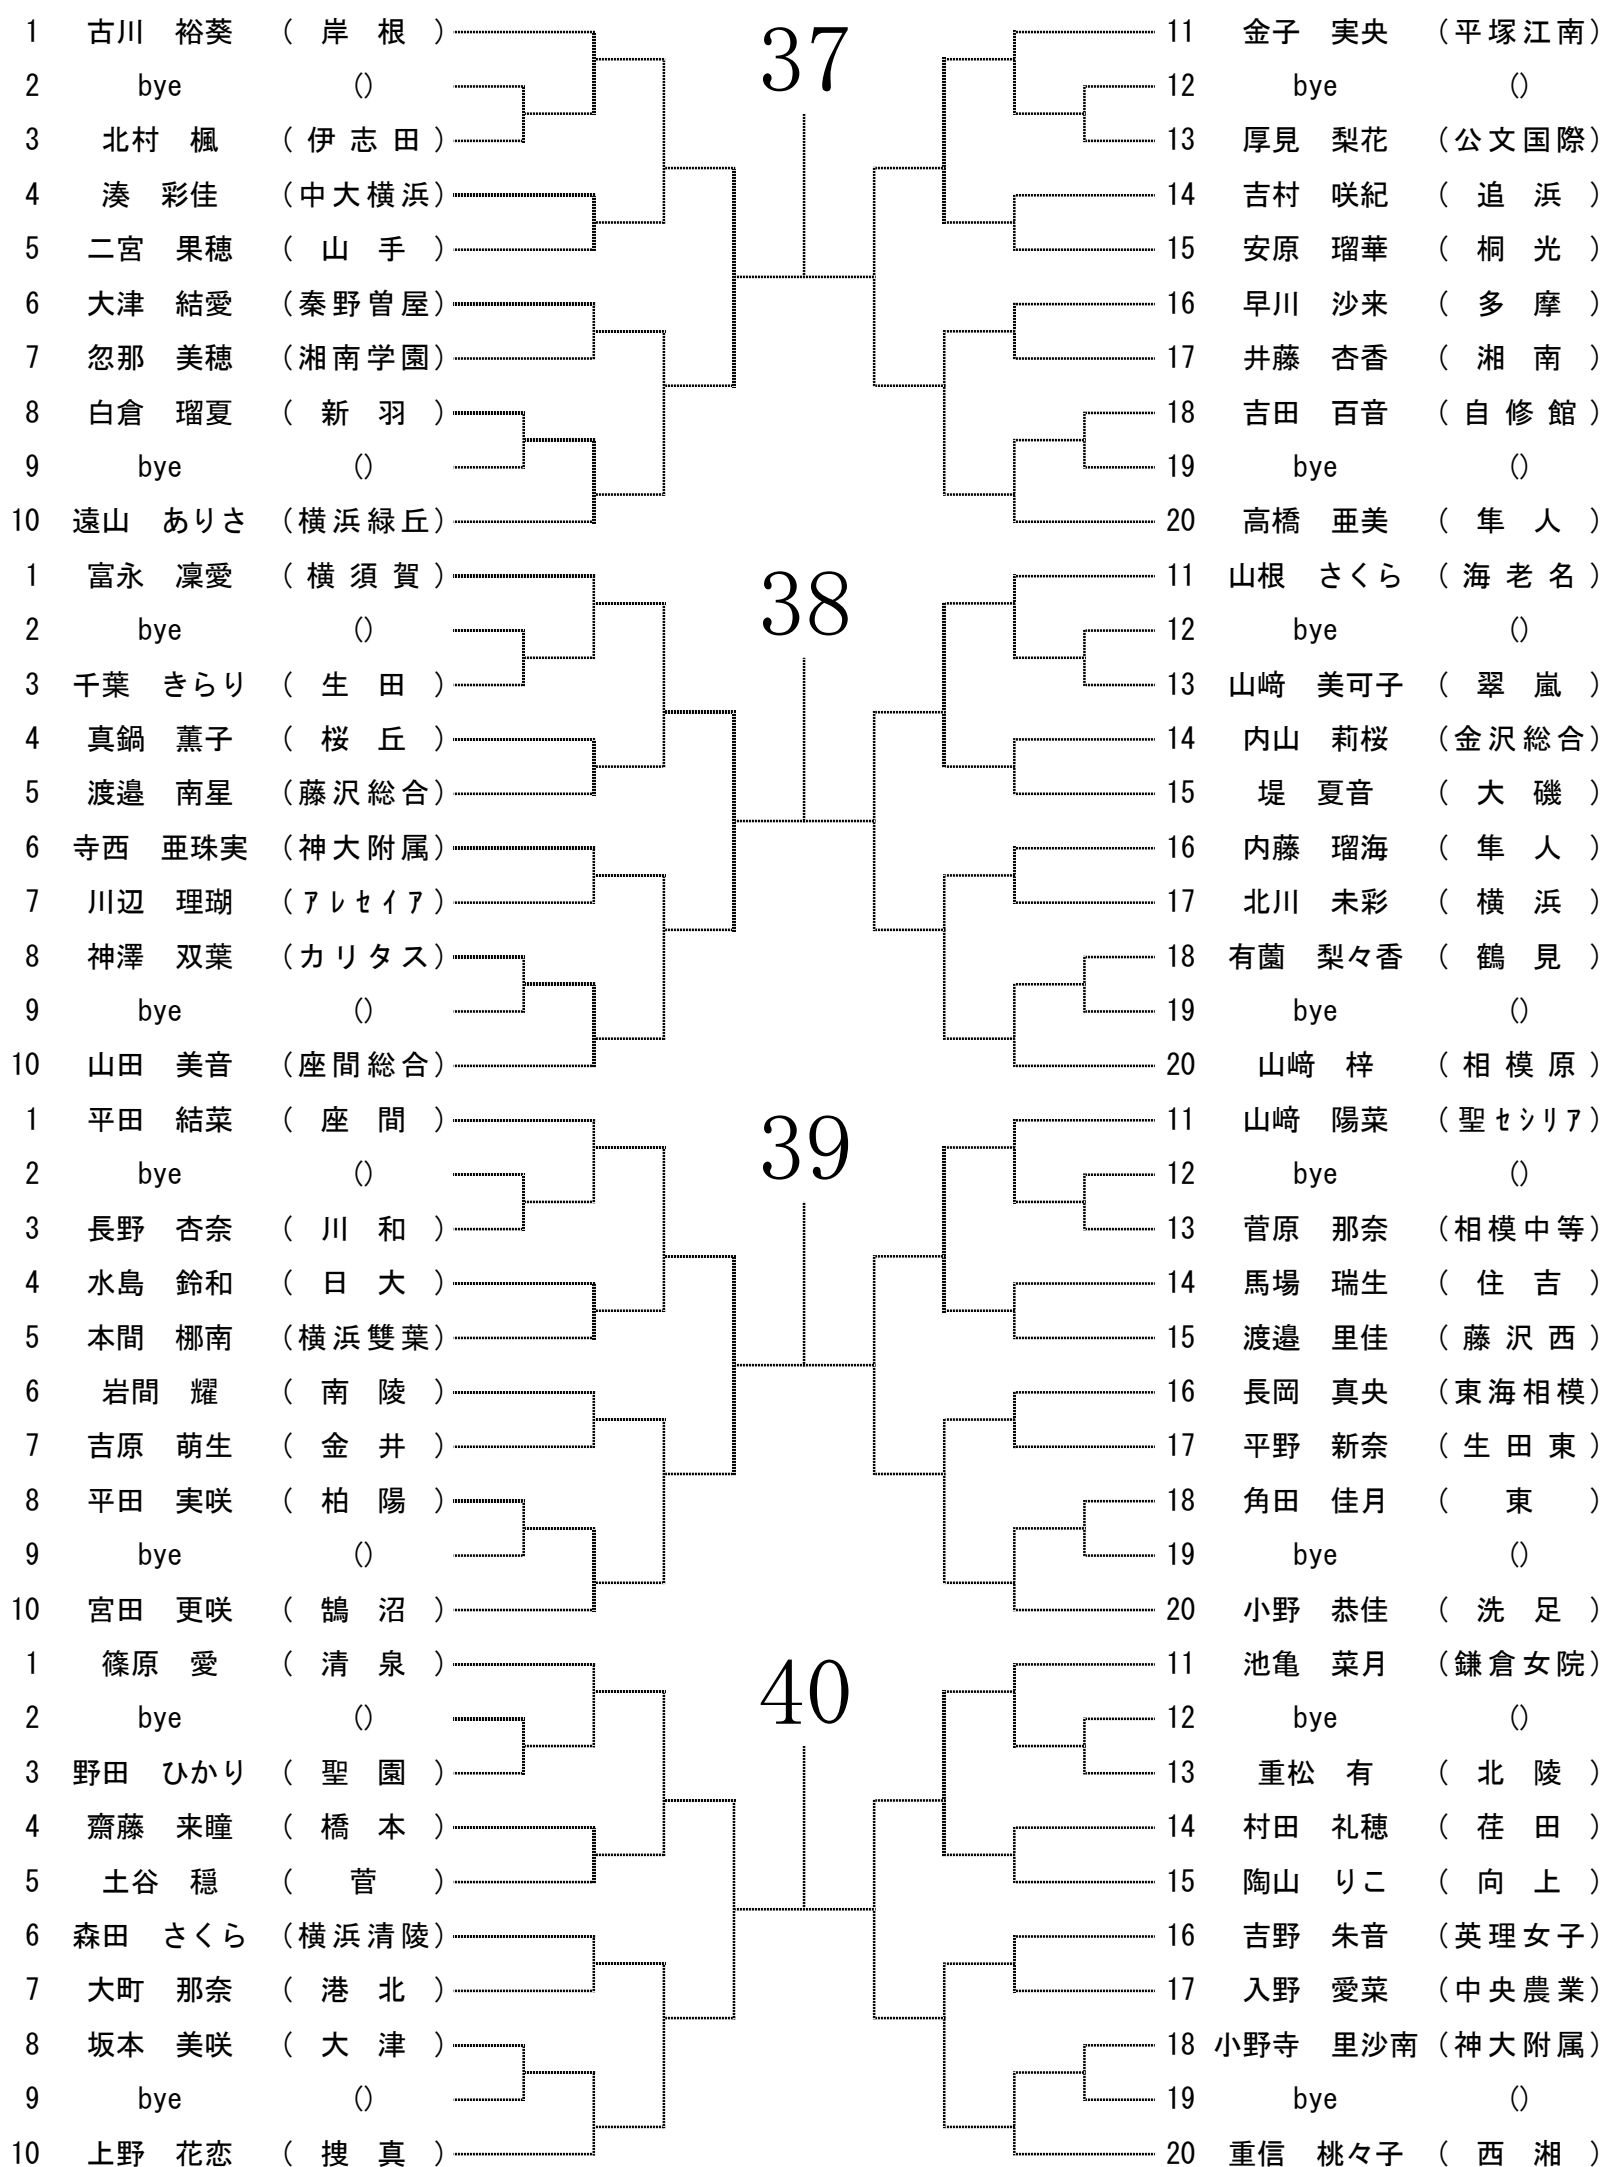 37
1 古川 裕葵 (岸根)
2 bye ()
3 北村 楓 (伊志田)
4 湊 彩佳 (中大横浜)
5 二宮 果穂 (山手)
6 大津 結愛 (秦野曽屋)
7 忽那 美穂 (湘南学園)
8 白倉 瑠夏 (新羽)
9 bye ()
10 遠山 ありさ (横浜緑丘)
11 金子 実央 (平塚江南)
12 bye ()
13 厚見 梨花 (公文国際)
14 吉村 咲紀 (追浜)
15 安原 瑠華 (桐光)
16 早川 沙来 (多摩)
17 井藤 杏香 (湘南)
18 吉田 百音 (自修館)
19 bye ()
20 高橋 亜美 (隼人)
38
1 富永 凜愛 (横須賀)
2 bye ()
3 千葉 きらり (生田)
4 真鍋 薫子 (桜丘)
5 渡邉 南星 (藤沢総合)
6 寺西 亜珠実 (神大附属)
7 川辺 理瑚 (アレセイア)
8 神澤 双葉 (カリタス)
9 bye ()
10 山田 美音 (座間総合)
11 山根 さくら (海老名)
12 bye ()
13 山﨑 美可子 (翠嵐)
14 内山 莉桜 (金沢総合)
15 堤 夏音 (大磯)
16 内藤 瑠海 (隼人)
17 北川 未彩 (横浜)
18 有薗 梨々香 (鶴見)
19 bye ()
20 山﨑 梓 (相模原)
39
1 平田 結菜 (座間)
2 bye ()
3 長野 杏奈 (川和)
4 水島 鈴和 (日大)
5 本間 梛南 (横浜雙葉)
6 岩間 耀 (南陵)
7 吉原 萌生 (金井)
8 平田 実咲 (柏陽)
9 bye ()
10 宮田 更咲 (鵠沼)
11 山﨑 陽菜 (聖セシリア)
12 bye ()
13 菅原 那奈 (相模中等)
14 馬場 瑞生 (住吉)
15 渡邉 里佳 (藤沢西)
16 長岡 真央 (東海相模)
17 平野 新奈 (生田東)
18 角田 佳月 (東)
19 bye ()
20 小野 恭佳 (洗足)
40
1 篠原 愛 (清泉)
2 bye ()
3 野田 ひかり (聖園)
4 齋藤 来瞳 (橋本)
5 土谷 穏 (菅)
6 森田 さくら (横浜清陵)
7 大町 那奈 (港北)
8 坂本 美咲 (大津)
9 bye ()
10 上野 花恋 (捜真)
11 池亀 菜月 (鎌倉女院)
12 bye ()
13 重松 有 (北陵)
14 村田 礼穂 (荏田)
15 陶山 りこ (向上)
16 吉野 朱音 (英理女子)
17 入野 愛菜 (中央農業)
18 小野寺 里沙南 (神大附属)
19 bye ()
20 重信 桃々子 (西湘)